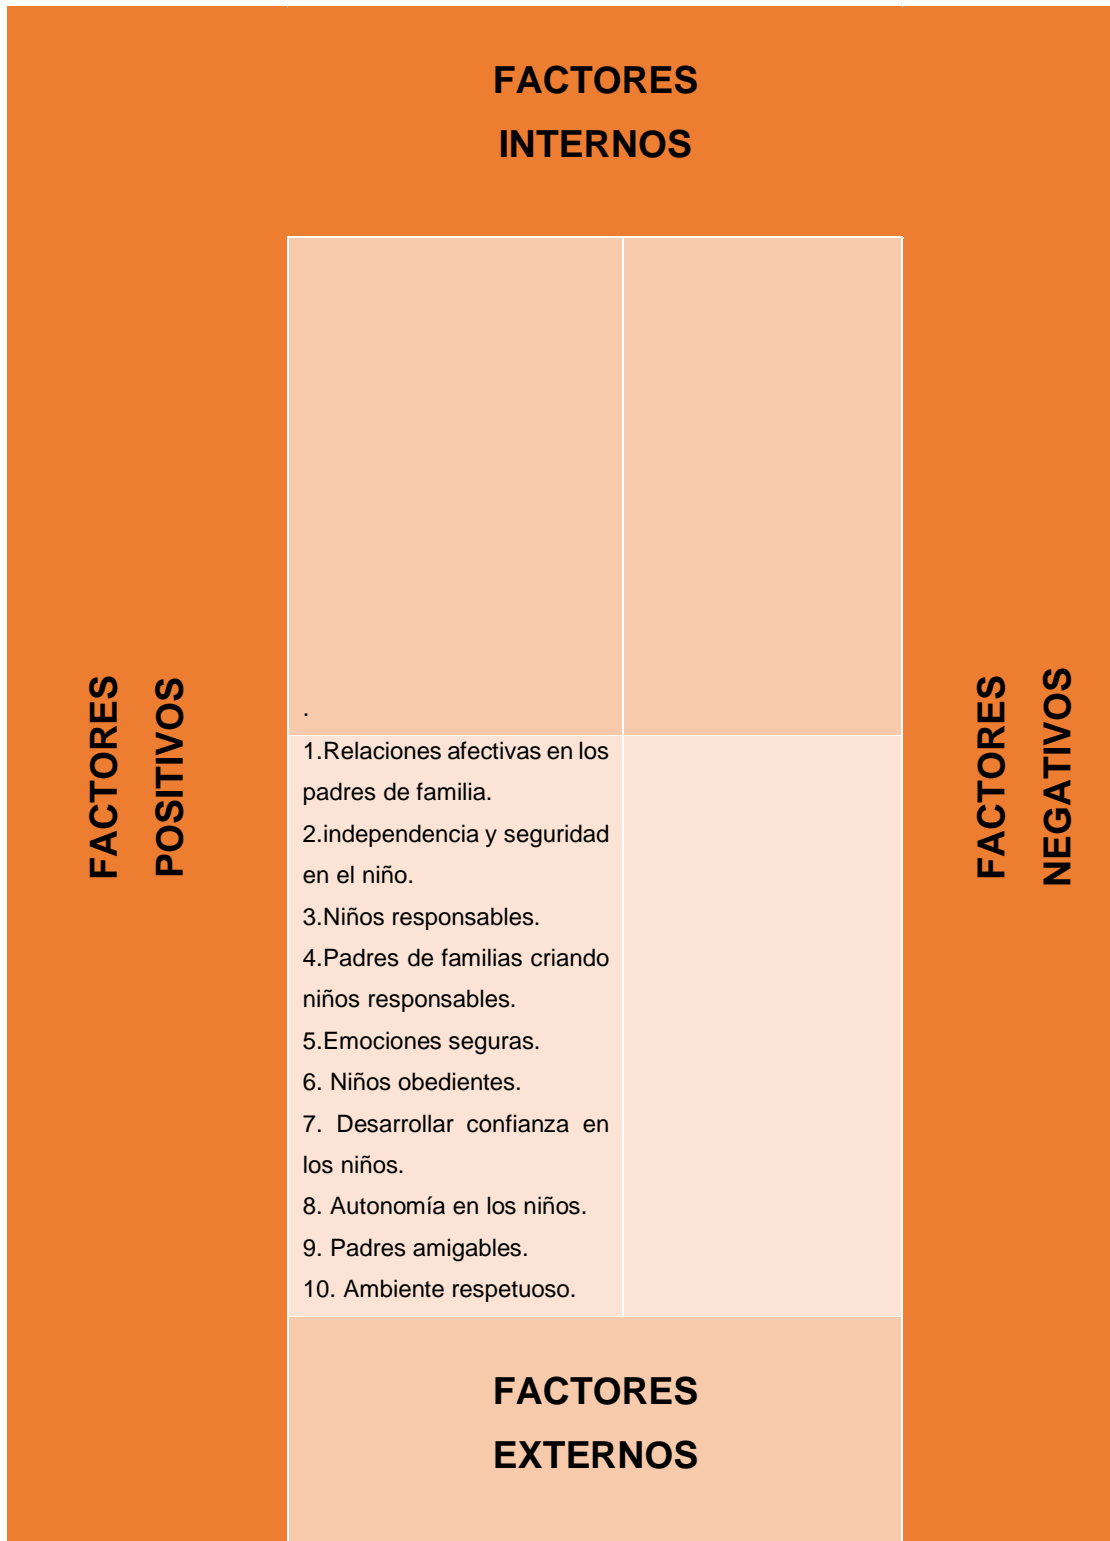 FACTORES
INTERNOS
FACTORES
POSITIVOS
.
1.Relaciones afectivas en los
padres de familia.
2.independencia y seguridad
en el niño.
3.Niños responsables.
4.Padres de familias criando
niños responsables.
5.Emociones seguras.
6. Niños obedientes.
7. Desarrollar confianza en
los niños.
8. Autonomía en los niños.
9. Padres amigables.
10. Ambiente respetuoso.
FACTORES
NEGATIVOS
FACTORES
EXTERNOS